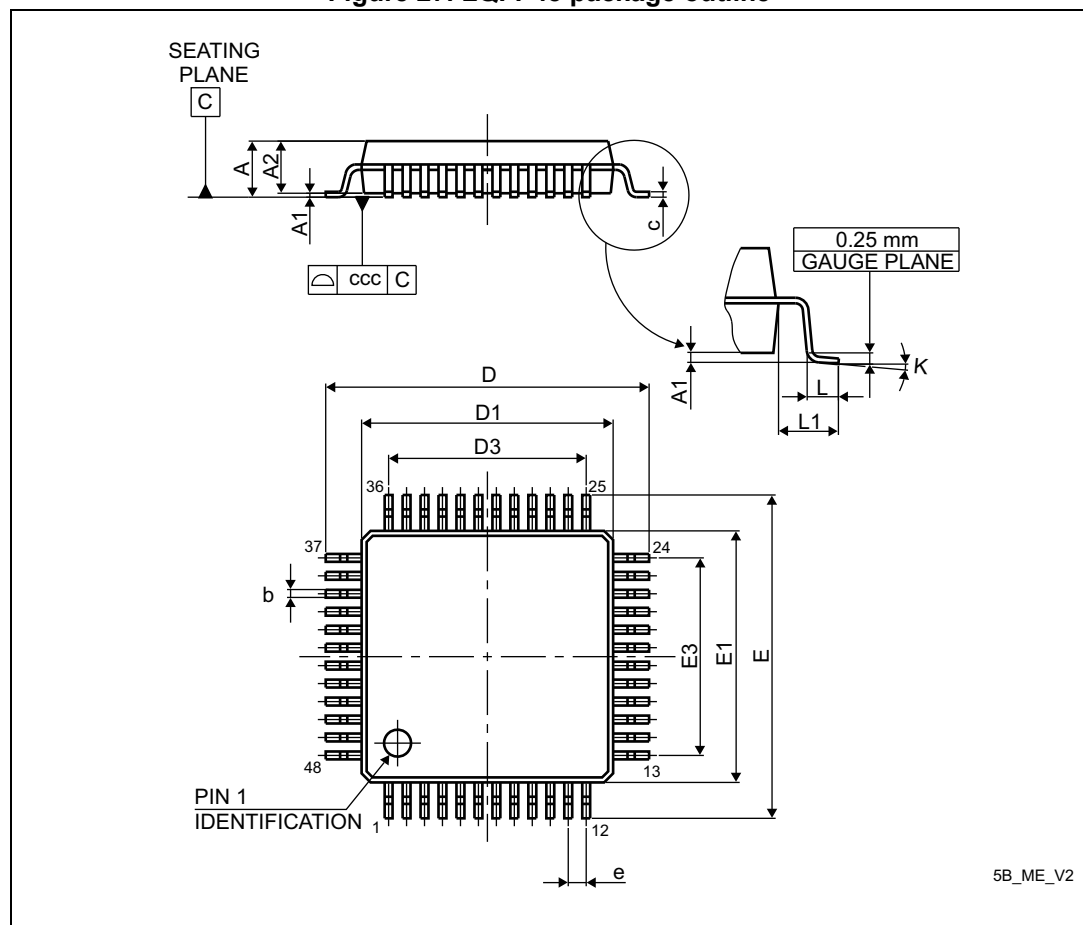 SEATING
PLANE
C
A
A2
A1
c
ccc C
0.25 mm
GAUGE PLANE
A1
K
L
L1
D
D1
D3
36
25
37
24
b
E3
E1
E
48
13
PIN 1
IDENTIFICATION
1
12
e
5B_ME_V2